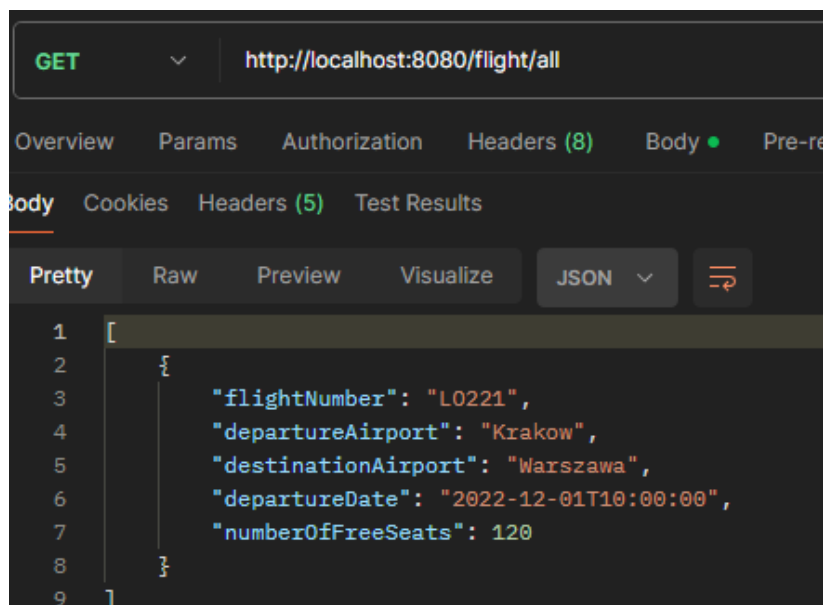 GET http://localhost:8080/flight/all
Overview Params Authorization Headers (8) Body Pre-re
Body Cookies Headers (5) Test Results
Pretty Raw Preview Visualize JSON
1 [
2 {
3 "flightNumber": "LO221",
4 "departureAirport": "Krakow",
5 "destinationAirport": "Warszawa",
6 "departureDate": "2022-12-01T10:00:00",
7 "numberOfFreeSeats": 120
8 }
9 ]